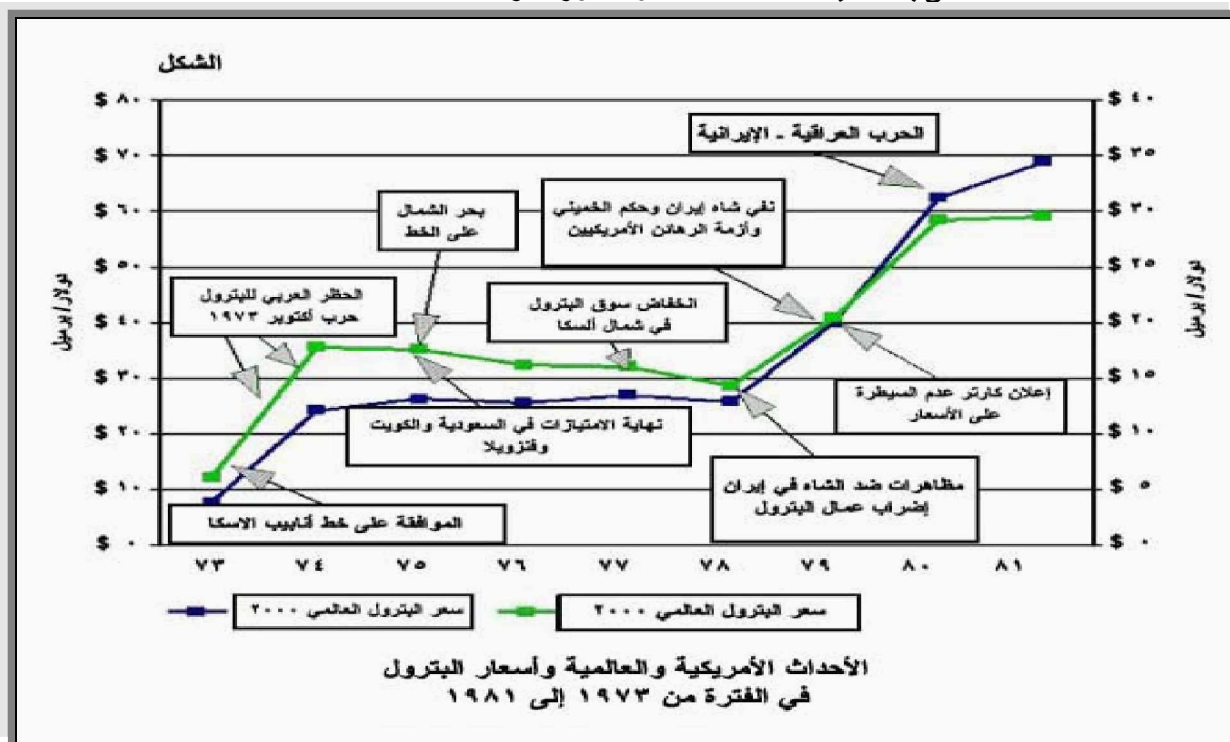 الشكل
$ ٨٠
$ ٧٠
$ ٦٠
$ ٥٠
$ ٤٠
$ ٣٠
$ ٢٠
$ ١٠
$ ٠
دولار/برميل
$ ٤٠
$ ٣٥
$ ٣٠
$ ٢٥
$ ٢٠
$ ١٥
$ ١٠
$ ٥
$ ٠
دولار/برميل
الحرب العراقية - الإيرانية
نفي شاه إيران وحكم الخميني
وأزمة الرهائن الأمريكيين
بحر الشمال
على الخط
الحظر العربي للبترول
حرب أكتوبر ١٩٧٣
انخفاض سوق البترول
في شمال ألسكا
إعلان كارتر عدم السيطرة
على الأسعار
نهاية الامتيازات في السعودية والكويت
وفنزويلا
مظاهرات ضد الشاه في إيران
إضراب عمال البترول
الموافقة على خط أنابيب الاسكا
٧٣ ٧٤ ٧٥ ٧٦ ٧٧ ٧٨ ٧٩ ٨٠ ٨١
سعر البترول العالمي ٢٠٠٠
سعر البترول العالمي ٢٠٠٠
الأحداث الأمريكية والعالمية وأسعار البترول
في الفترة من ١٩٧٣ إلى ١٩٨١